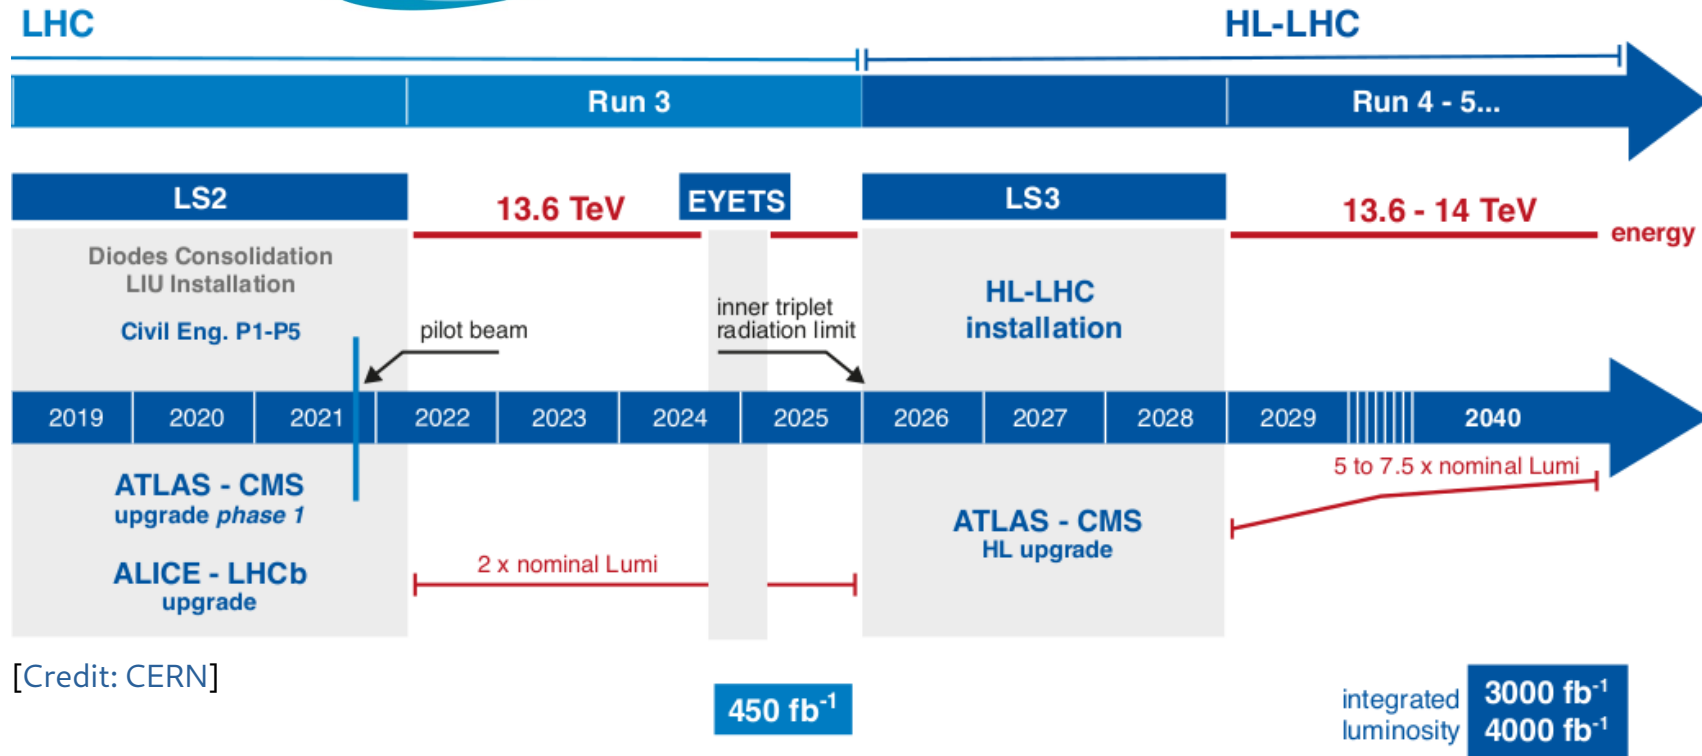 LHC
HL-LHC
Run 3
Run 4 - 5...
LS2
13.6 TeV
EYETS
LS3
13.6 - 14 TeV
energy
Diodes Consolidation
LIU Installation
Civil Eng. P1-P5
pilot beam
inner triplet
radiation limit
HL-LHC
installation
2019 2020 2021 2022 2023 2024 2025 2026 2027 2028 2029 2040
5 to 7.5 x nominal Lumi
ATLAS - CMS
upgrade phase 1
ALICE - LHCb
upgrade
2 x nominal Lumi
ATLAS - CMS
HL upgrade
[Credit: CERN]
450 fb⁻¹
integrated
luminosity
3000 fb⁻¹
4000 fb⁻¹